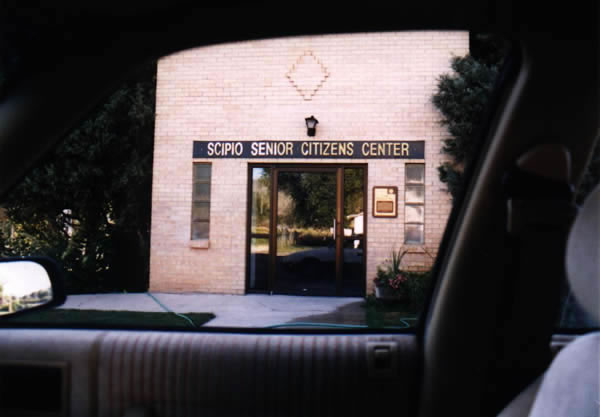 SCIPIO SENIOR CITIZENS CENTER